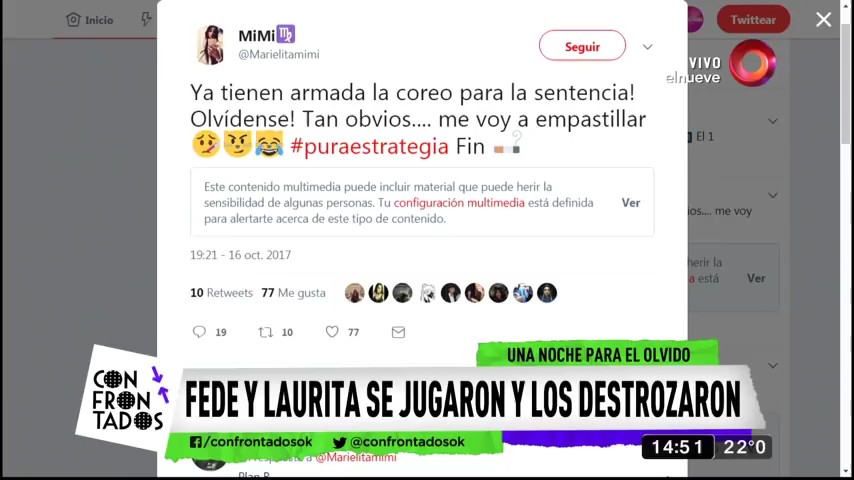 Inicio
Twittear
MiMi♍
@Marielitamimi
Seguir
VIVO
elnueve
Ya tienen armada la coreo para la sentencia!
Olvídense! Tan obvios.... me voy a empastillar
🤒😼😹 #puraestrategia Fin 🚬
Este contenido multimedia puede incluir material que puede herir la
sensibilidad de algunas personas. Tu configuración multimedia está definida
para alertarte acerca de este tipo de contenido.
Ver
19:21 - 16 oct. 2017
10 Retweets 77 Me gusta
19 10 77
El 1
ios.... me voy
herir la
está
Ver
UNA NOCHE PARA EL OLVIDO
CON
FRON
TADOS
FEDE Y LAURITA SE JUGARON Y LOS DESTROZARON
/confrontadosok @confrontadosok
14:51 22°0
@Marielitamimi